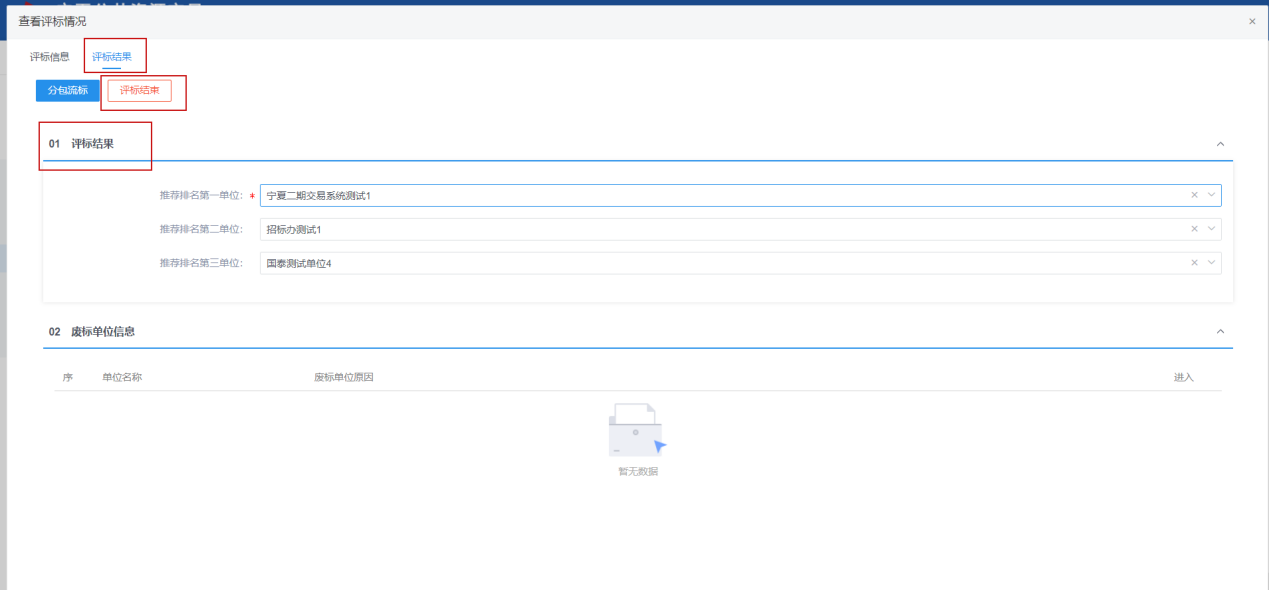 查看评标情况 ×
评标信息 评标结果
分包流标 评标结束
01 评标结果
推荐排名第一单位: * 宁夏二期交易系统测试1
推荐排名第二单位: 招标办测试1
推荐排名第三单位: 国泰测试单位4
02 废标单位信息
序 单位名称 废标单位原因 进入
暂无数据